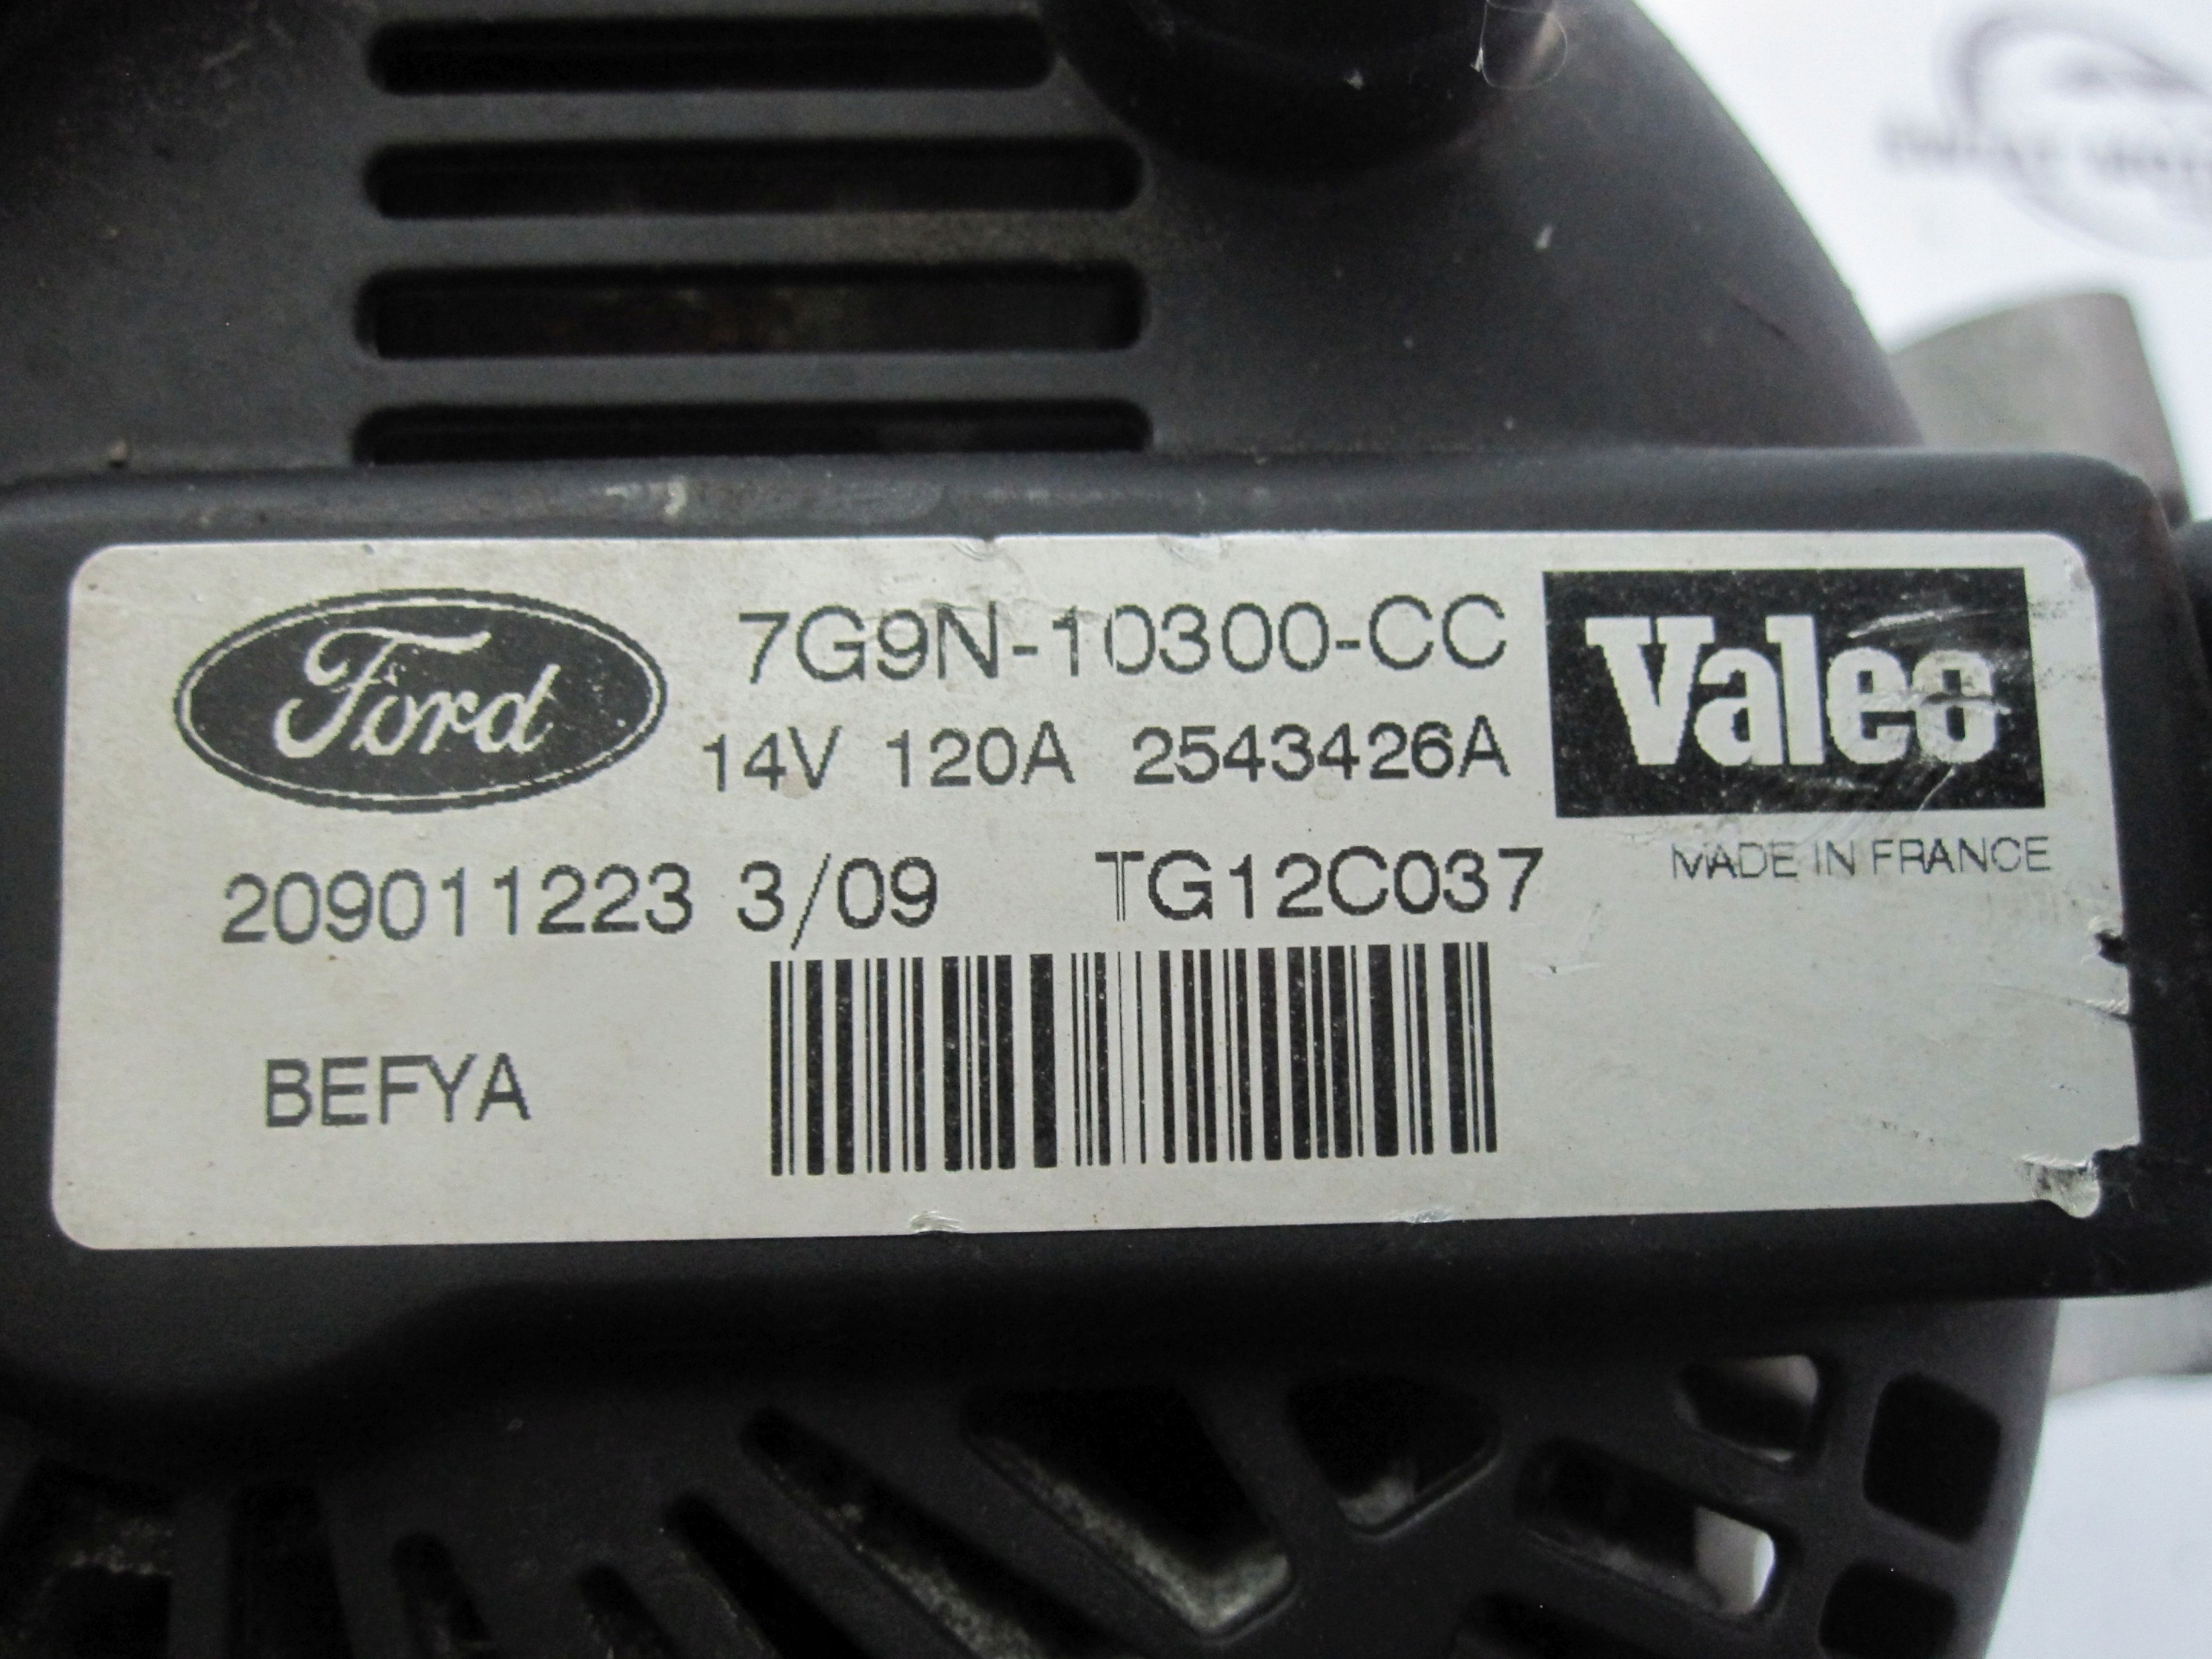 Ford
7G9N-10300-CC
Valeo
14V 120A 2543426A
209011223 3/09 TG12C037
MADE IN FRANCE
BEFYA